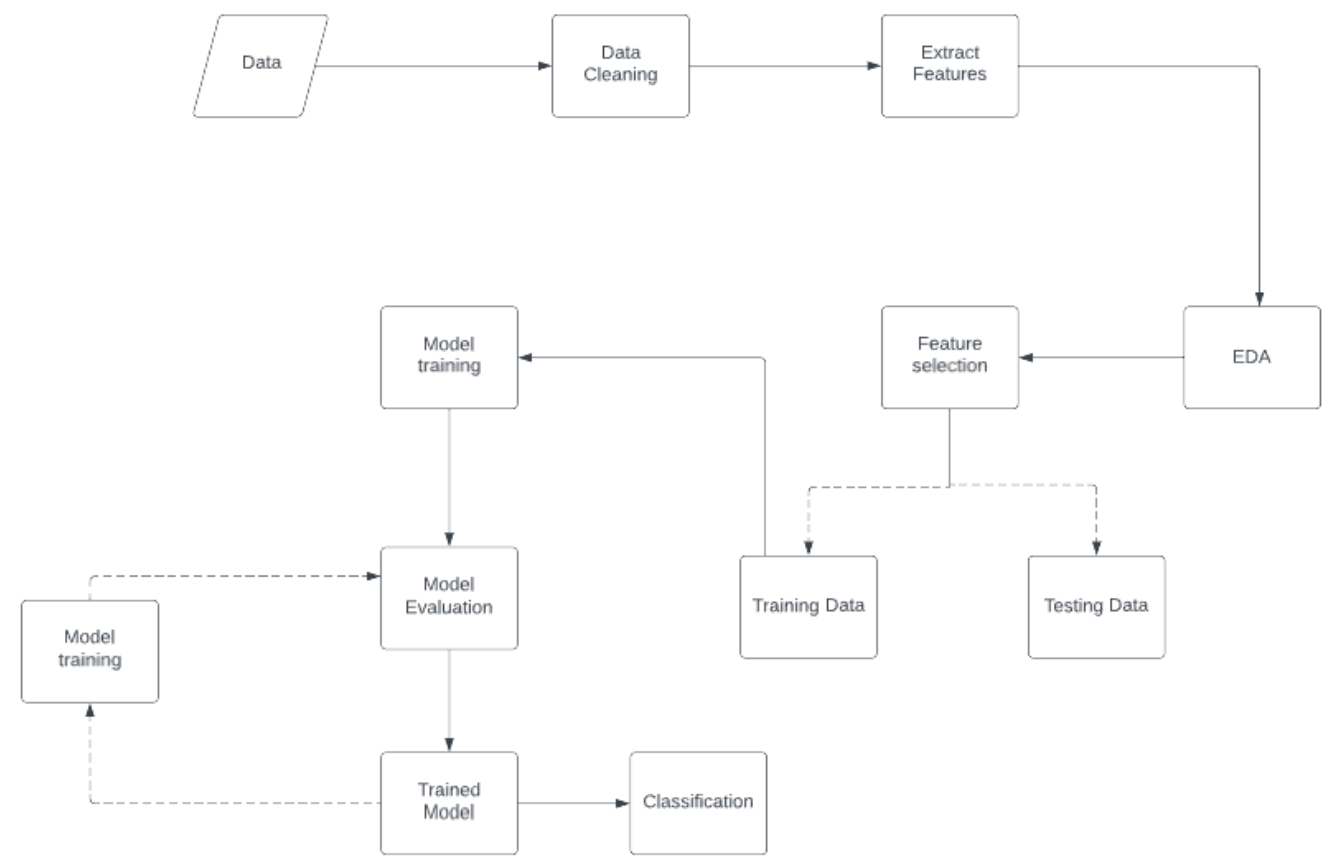 Data
Data
Cleaning
Extract
Features
Model
training
Feature
selection
EDA
Model
Evaluation
Training Data
Testing Data
Model
training
Trained
Model
Classification